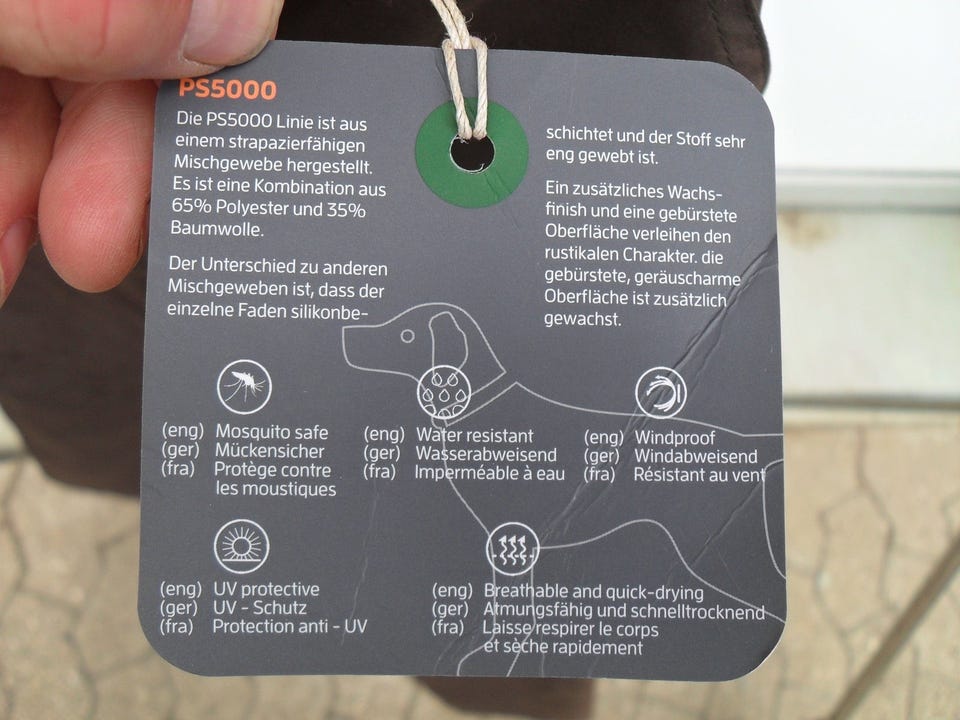 PS5000
Die PS5000 Linie ist aus
einem strapazierfähigen
Mischgewebe hergestellt.
Es ist eine Kombination aus
65% Polyester und 35%
Baumwolle.
Der Unterschied zu anderen
Mischgeweben ist, dass der
einzelne Faden silikonbe-
schichtet und der Stoff sehr
eng gewebt ist.
Ein zusätzliches Wachs-
finish und eine gebürstete
Oberfläche verleihen den
rustikalen Charakter. die
gebürstete, geräuscharme
Oberfläche ist zusätzlich
gewachst.
(eng) Mosquito safe
(ger) Mückensicher
(fra) Protège contre
les moustiques
(eng) Water resistant
(ger) Wasserabweisend
(fra) Imperméable à eau
(eng) Windproof
(ger) Windabweisend
(fra) Résistant au vent
(eng) UV protective
(ger) UV - Schutz
(fra) Protection anti - UV
(eng) Breathable and quick-drying
(ger) Atmungsfähig und schnelltrocknend
(fra) Laisse respirer le corps
et sèche rapidement